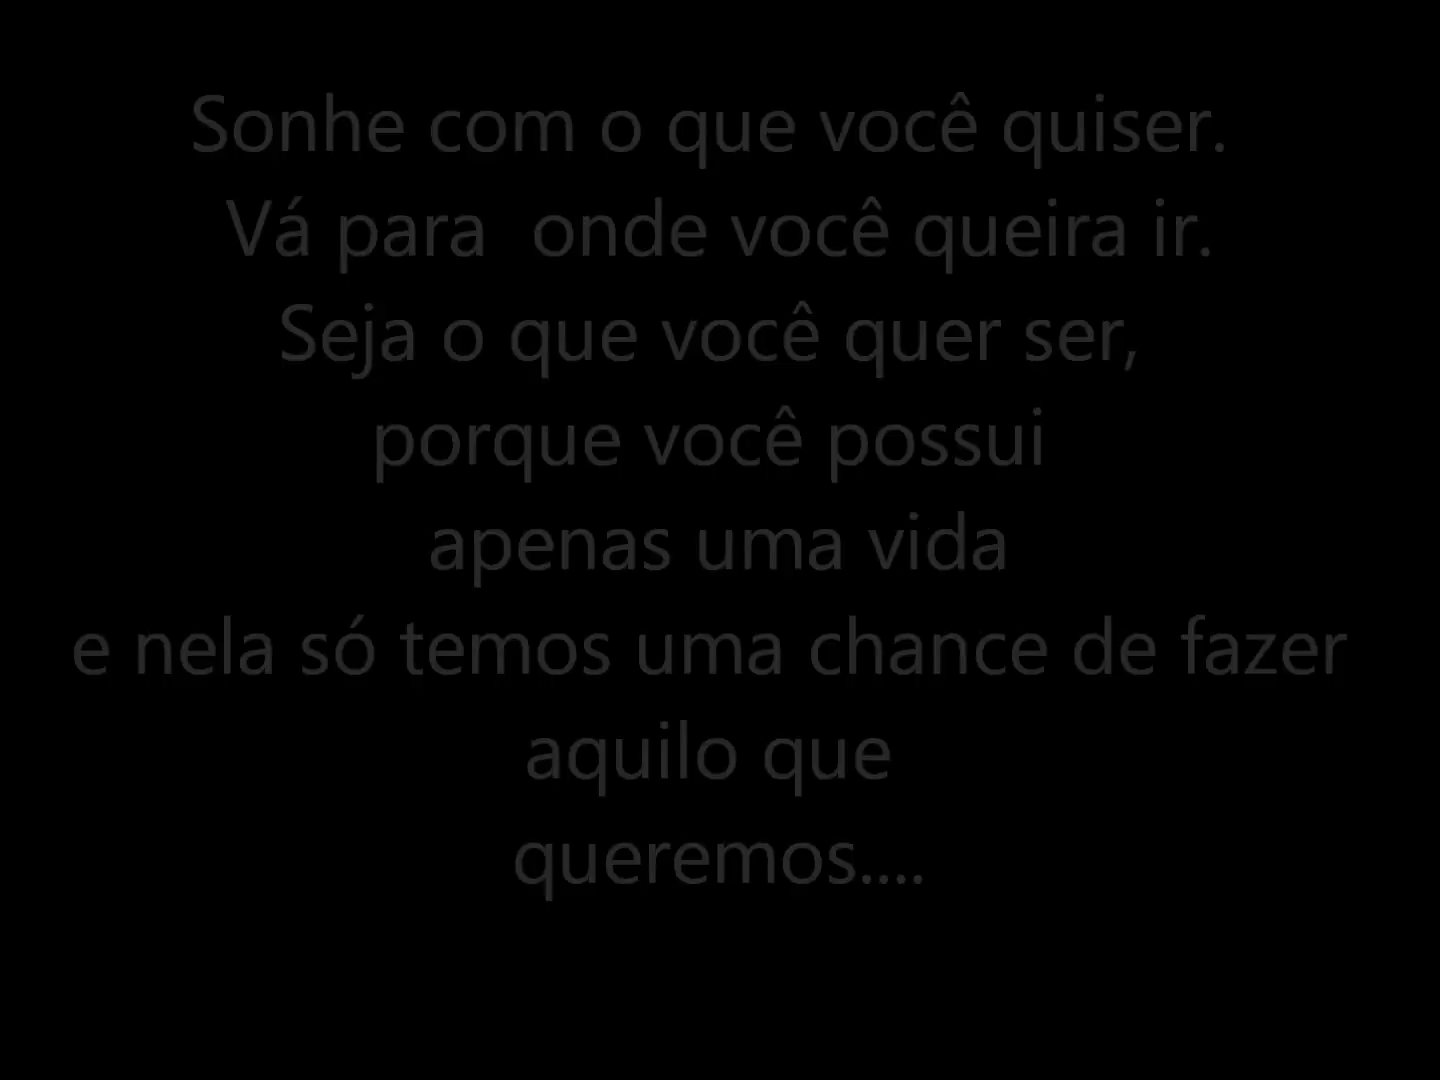 Sonhe com o que você quiser.
Vá para  onde você queira ir.
Seja o que você quer ser,
porque você possui
apenas uma vida
e nela só temos uma chance de fazer
aquilo que
queremos....